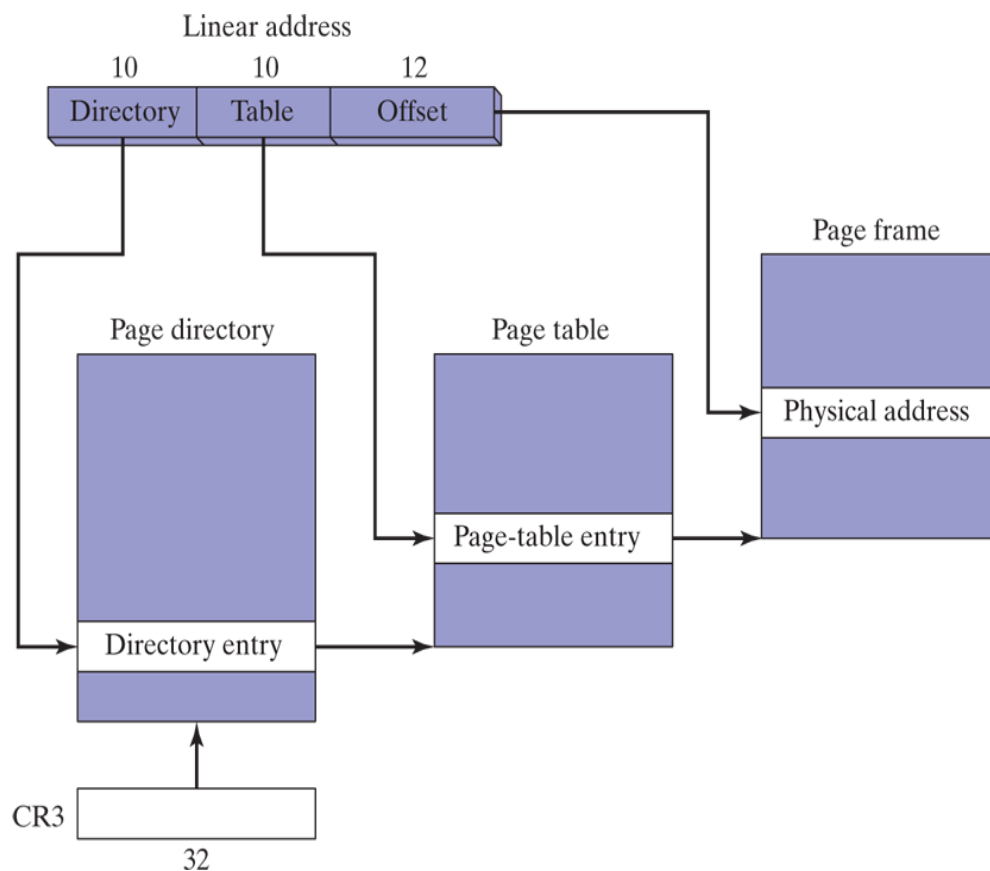 Linear address
10 10 12
Directory Table Offset
Page frame
Physical address
Page directory
Page table
Page-table entry
Directory entry
CR3
32